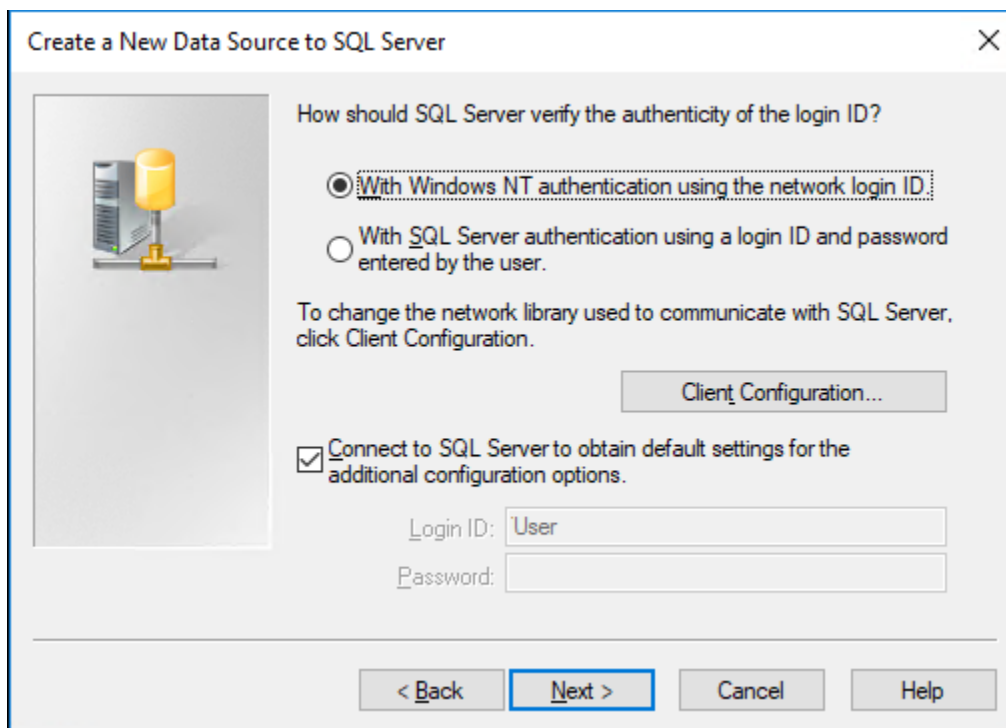 Create a New Data Source to SQL Server
How should SQL Server verify the authenticity of the login ID?
With Windows NT authentication using the network login ID.
With SQL Server authentication using a login ID and password
entered by the user.
To change the network library used to communicate with SQL Server,
click Client Configuration.
Client Configuration...
Connect to SQL Server to obtain default settings for the
additional configuration options.
Login ID: User
Password:
< Back Next > Cancel Help